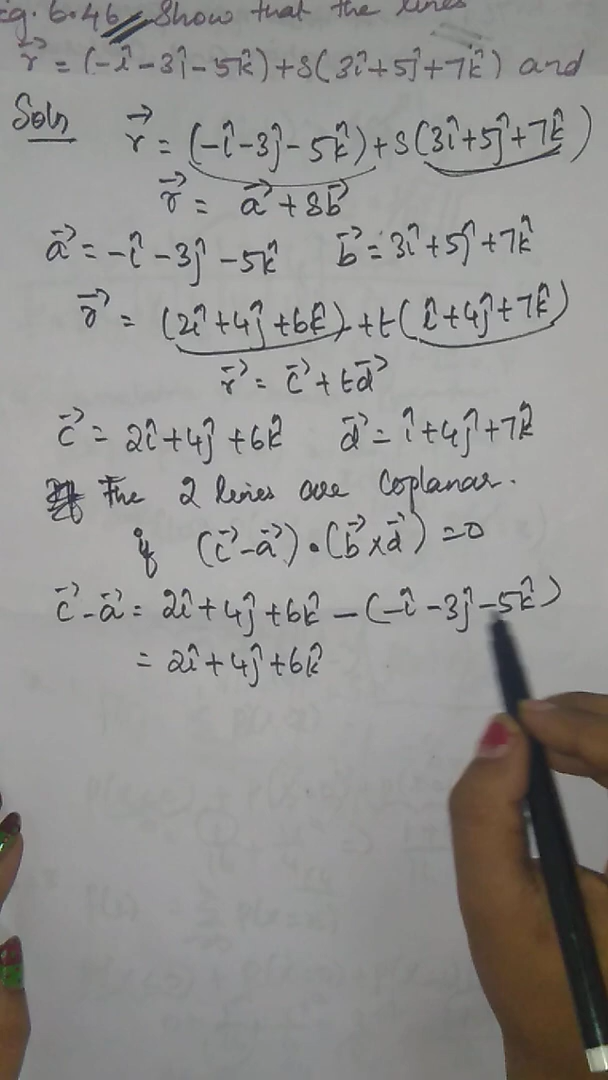 Eg. 6.46 Show that the lines
r⃗ = (-î-3ĵ-5k̂)+s(3î+5ĵ+7k̂) and
Soln r⃗ = (-î-3ĵ-5k̂)+s(3î+5ĵ+7k̂)
r⃗ = a⃗+sb⃗
a⃗ = -î-3ĵ-5k̂ b⃗ = 3î+5ĵ+7k̂
r⃗ = (2î+4ĵ+6k̂)+t(î+4ĵ+7k̂)
r⃗ = c⃗+td⃗
c⃗ = 2î+4ĵ+6k̂ d⃗ = î+4ĵ+7k̂
The 2 lines are coplanar.
if (c⃗-a⃗)•(b⃗×d⃗)=0
c⃗-a⃗ = 2î+4ĵ+6k̂-(-î-3ĵ-5k̂)
= 2î+4ĵ+6k̂